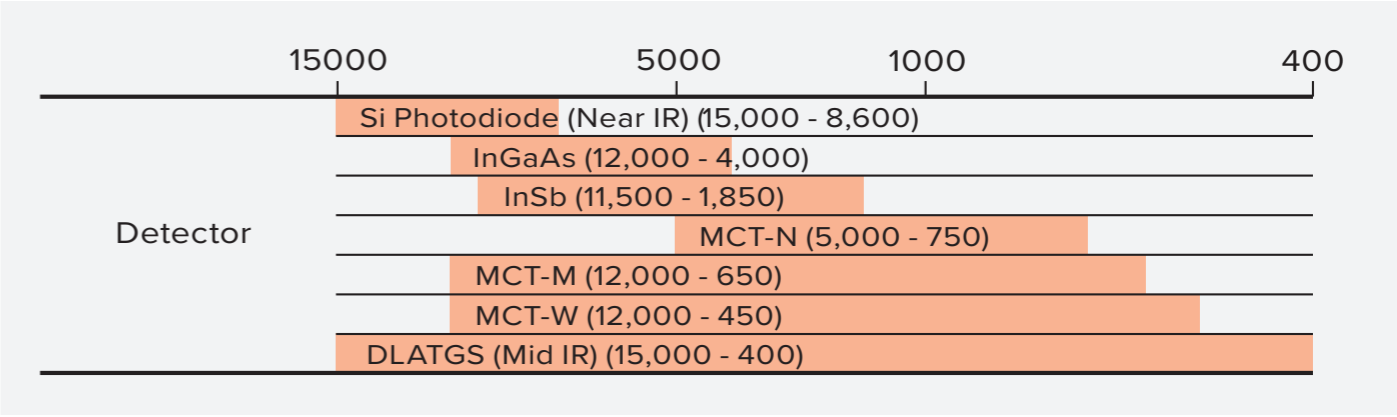 15000 5000 1000 400
Si Photodiode (Near IR) (15,000 - 8,600)
InGaAs (12,000 - 4,000)
InSb (11,500 - 1,850)
Detector
MCT-N (5,000 - 750)
MCT-M (12,000 - 650)
MCT-W (12,000 - 450)
DLATGS (Mid IR) (15,000 - 400)